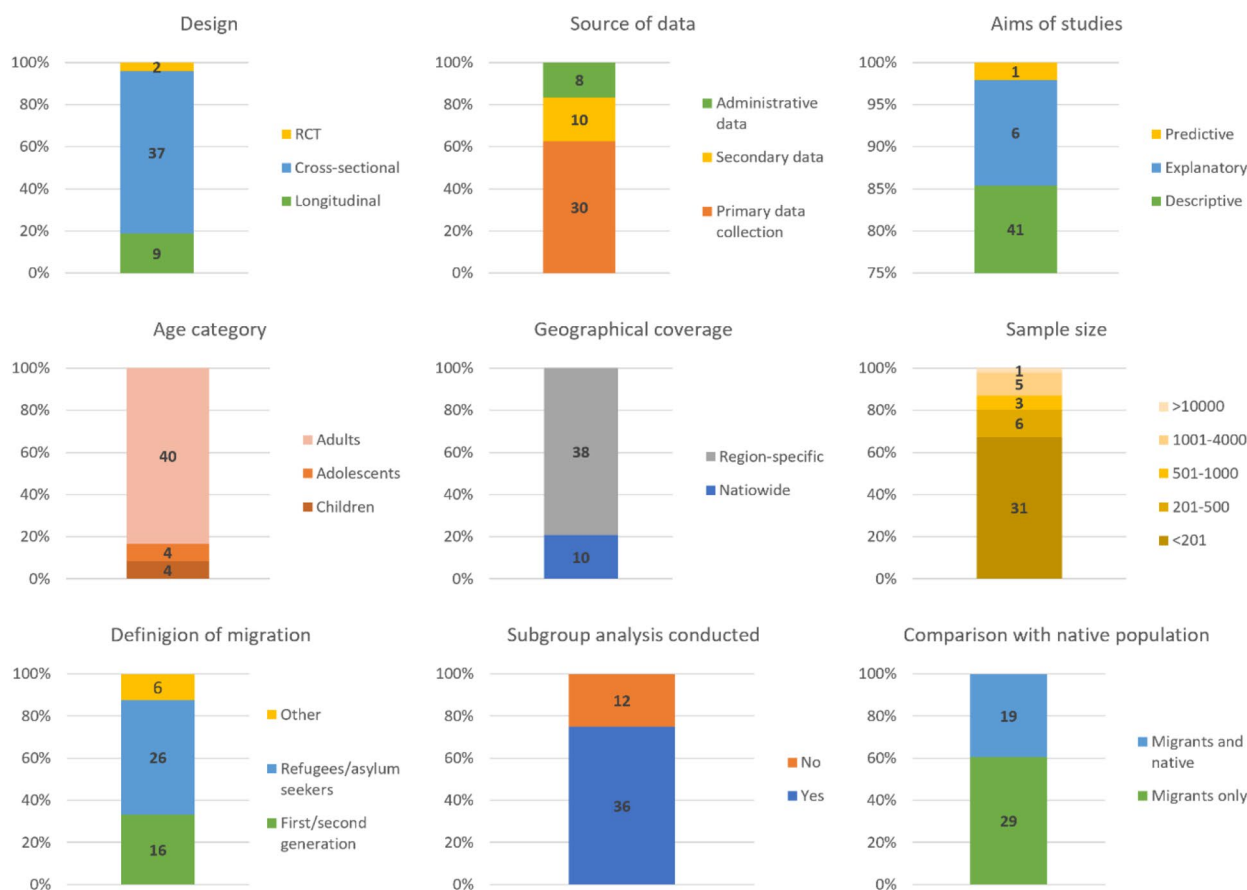 Design
100%
80%
60%
40%
20%
0%
2
37
9
RCT
Cross-sectional
Longitudinal
Source of data
100%
80%
60%
40%
20%
0%
8
10
30
Administrative
data
Secondary data
Primary data
collection
Aims of studies
100%
95%
90%
85%
80%
75%
1
6
41
Predictive
Explanatory
Descriptive
Age category
100%
80%
60%
40%
20%
0%
40
4
4
Adults
Adolescents
Children
Geographical coverage
100%
80%
60%
40%
20%
0%
38
10
Region-specific
Natiowide
Sample size
100%
80%
60%
40%
20%
0%
1
5
3
6
31
>10000
1001-4000
501-1000
201-500
<201
Definigion of migration
100%
80%
60%
40%
20%
0%
6
26
16
Other
Refugees/asylum
seekers
First/second
generation
Subgroup analysis conducted
100%
80%
60%
40%
20%
0%
12
36
No
Yes
Comparison with native population
100%
80%
60%
40%
20%
0%
19
29
Migrants and
native
Migrants only